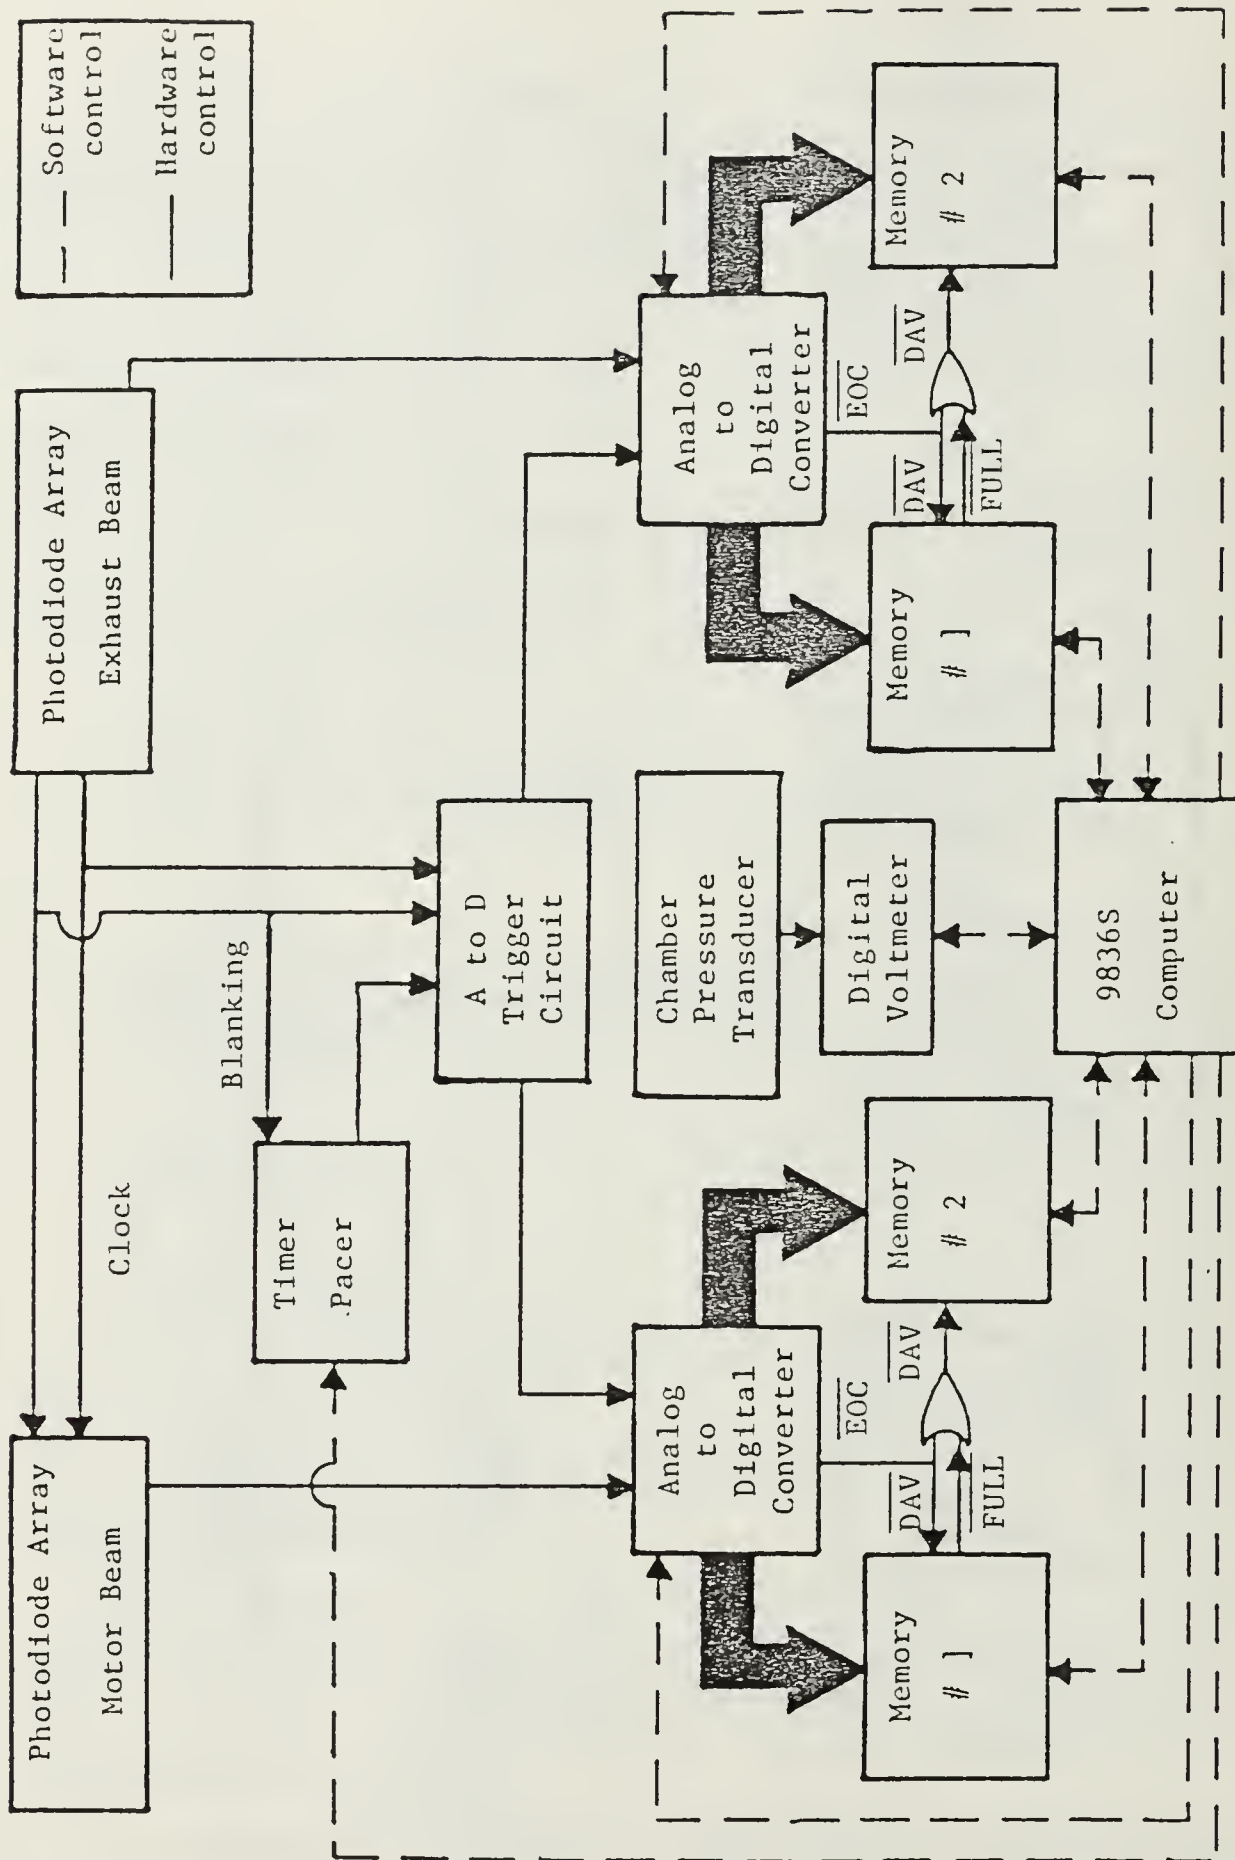 Photodiode Array
Motor Beam
Clock
Photodiode Array
Exhaust Beam
Software
control
Hardware
control
Timer
Pacer
Blanking
A to D
Trigger
Circuit
Analog
to
Digital
Converter
EOC
DAV
DAV
FULL
Memory
# 1
Memory
# 2
Chamber
Pressure
Transducer
Digital
Voltmeter
9836S
Computer
Analog
to
Digital
Converter
EOC
DAV
DAV
FULL
Memory
# 1
Memory
# 2